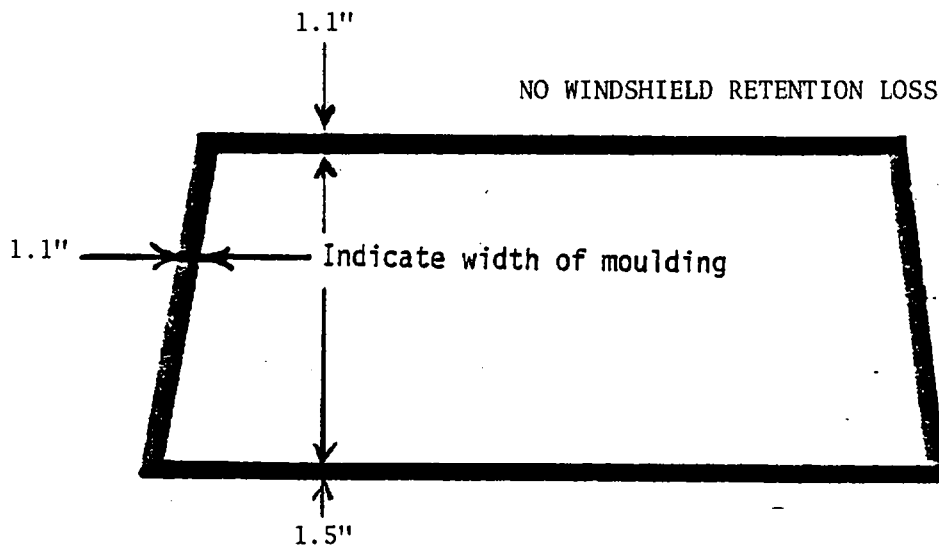 1.1"
NO WINDSHIELD RETENTION LOSS
1.1"
Indicate width of moulding
1.5"